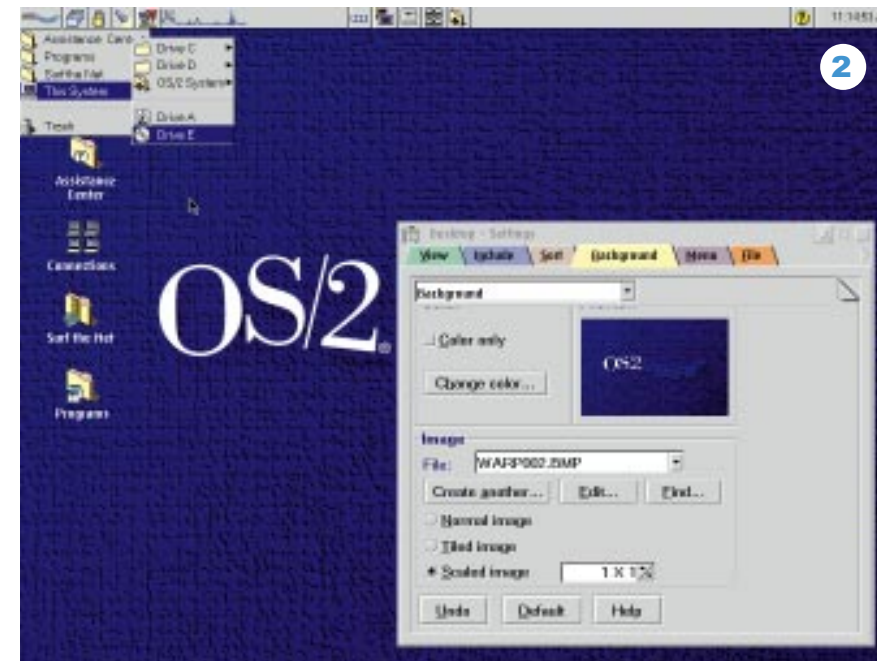 11:14:53
2
Assistance Cent
Programs
Surf the Net
This System
Trash
Drive C
Drive D
OS/2 System
Drive A
Drive E
Assistance Center
Connections
Surf the Net
Programs
OS/2®
Desktop - Settings
View
Include
Sort
Background
Menu
File
Background
Color only
Change color...
OS/2
Image
File: WARP002.BMP
Create another...
Edit...
Find...
Normal image
Tiled image
Scaled image
1 X 1
Undo
Default
Help